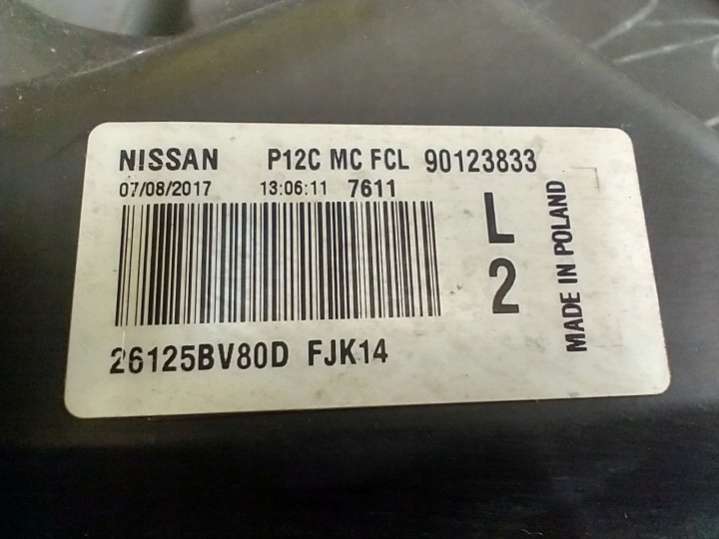 NISSAN P12C MC FCL 90123833
07/08/2017 13:06:11 7611
L
2
26125BV80D FJK14
MADE IN POLAND